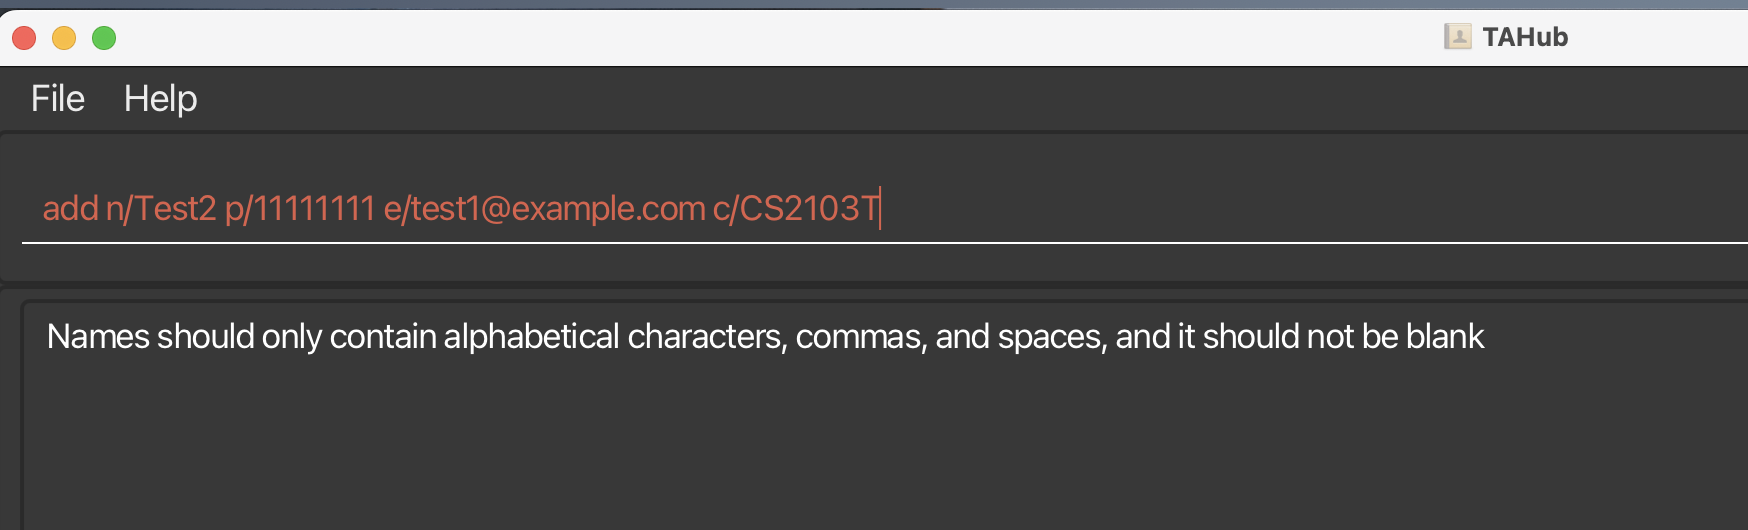 TAHub
File Help
add n/Test2 p/11111111 e/test1@example.com c/CS2103T
Names should only contain alphabetical characters, commas, and spaces, and it should not be blank